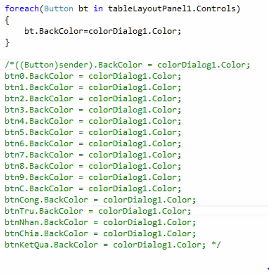 foreach(Button bt in tableLayoutPanel1.Controls)
{
bt.BackColor=colorDialog1.Color;
}
/*((Button)sender).BackColor = colorDialog1.Color;
btn0.BackColor = colorDialog1.Color;
btn1.BackColor = colorDialog1.Color;
btn2.BackColor = colorDialog1.Color;
btn3.BackColor = colorDialog1.Color;
btn4.BackColor = colorDialog1.Color;
btn5.BackColor = colorDialog1.Color;
btn6.BackColor = colorDialog1.Color;
btn7.BackColor = colorDialog1.Color;
btn8.BackColor = colorDialog1.Color;
btn9.BackColor = colorDialog1.Color;
btnC.BackColor = colorDialog1.Color;
btnCong.BackColor = colorDialog1.Color;
btnTru.BackColor = colorDialog1.Color;
btnNhan.BackColor = colorDialog1.Color;
btnChia.BackColor = colorDialog1.Color;
btnKetQua.BackColor = colorDialog1.Color; */